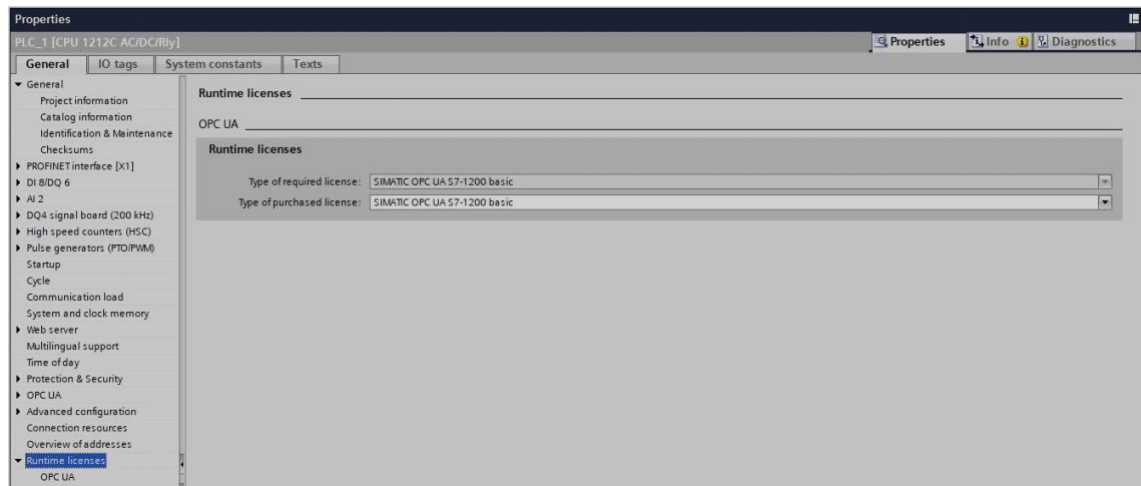 Properties
PLC_1 [CPU 1212C AC/DC/Rly]
Properties Info Diagnostics
General IO tags System constants Texts
General
Project information
Catalog information
Identification & Maintenance
Checksums
PROFINET interface [X1]
DI 8/DQ 6
AI 2
DQ4 signal board (200 kHz)
High speed counters (HSC)
Pulse generators (PTO/PWM)
Startup
Cycle
Communication load
System and clock memory
Web server
Multilingual support
Time of day
Protection & Security
OPC UA
Advanced configuration
Connection resources
Overview of addresses
Runtime licenses
OPC UA
Runtime licenses
OPC UA
Runtime licenses
Type of required license: SIMATIC OPC UA S7-1200 basic
Type of purchased license: SIMATIC OPC UA S7-1200 basic